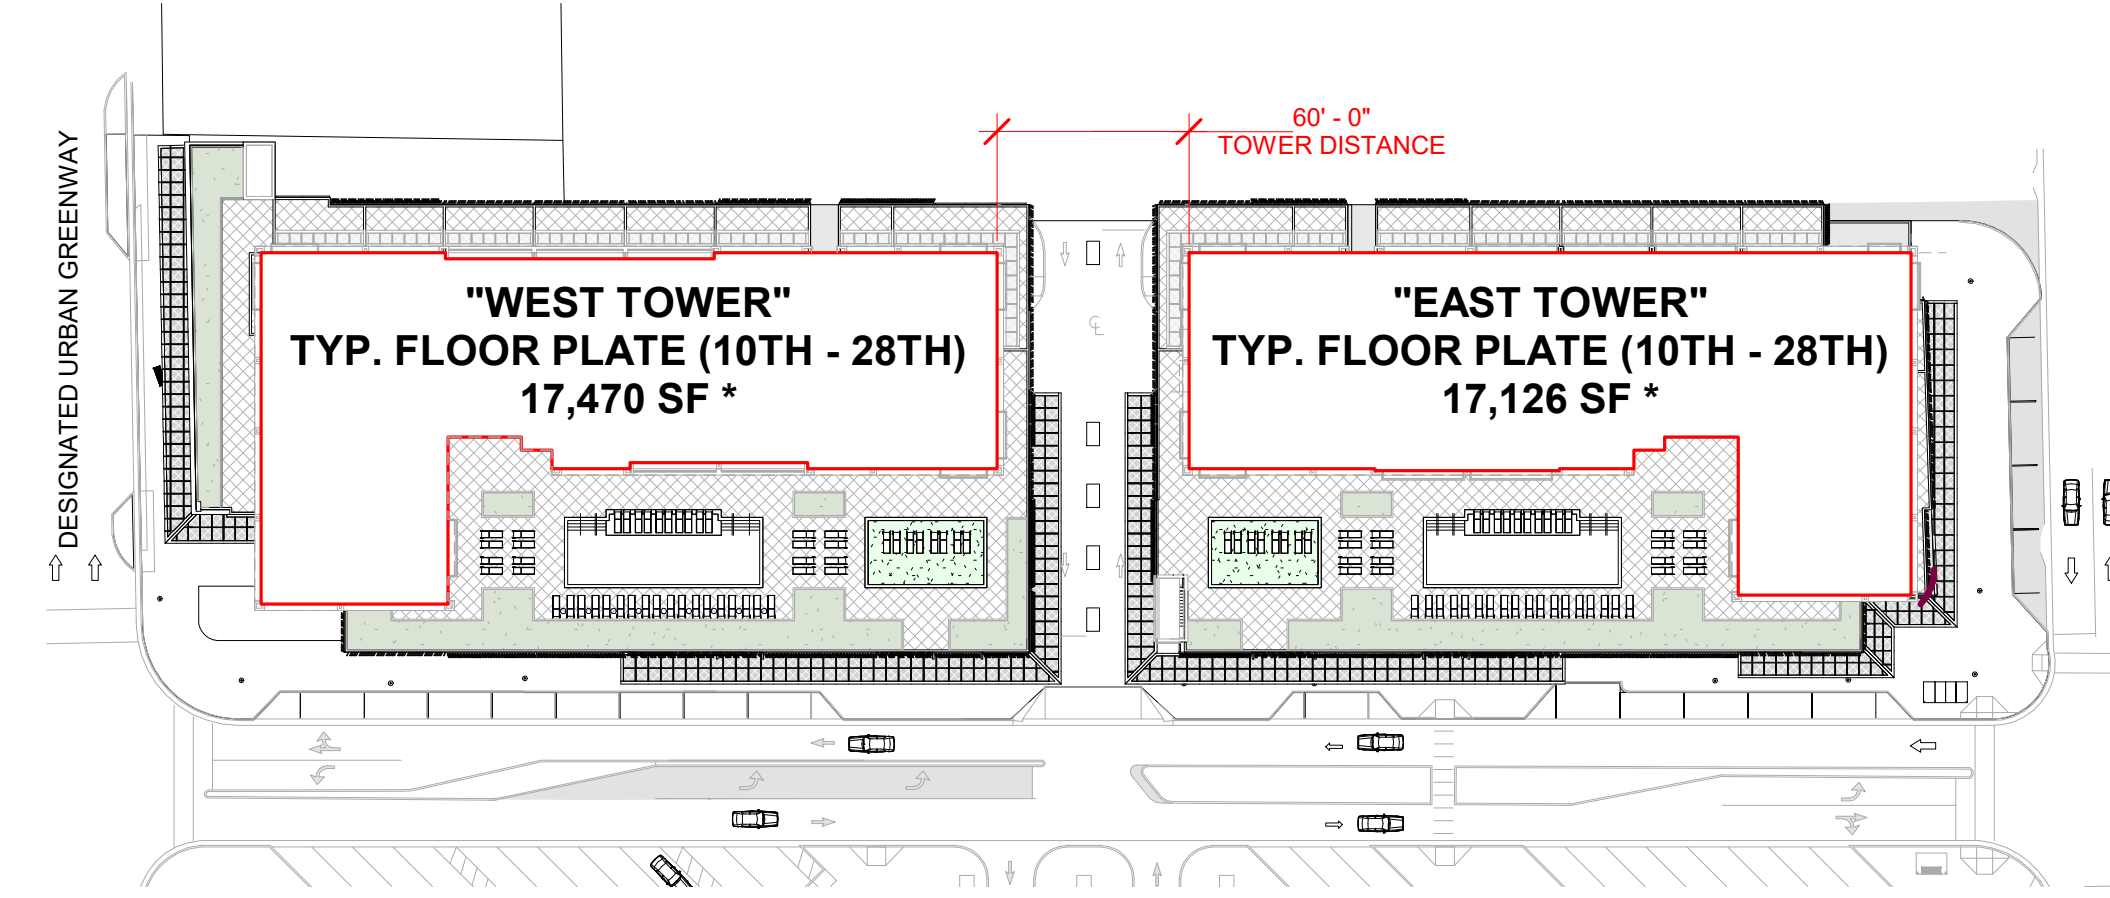 60' - 0"
TOWER DISTANCE
DESIGNATED URBAN GREENWAY
"WEST TOWER"
TYP. FLOOR PLATE (10TH - 28TH)
17,470 SF *
"EAST TOWER"
TYP. FLOOR PLATE (10TH - 28TH)
17,126 SF *
℄